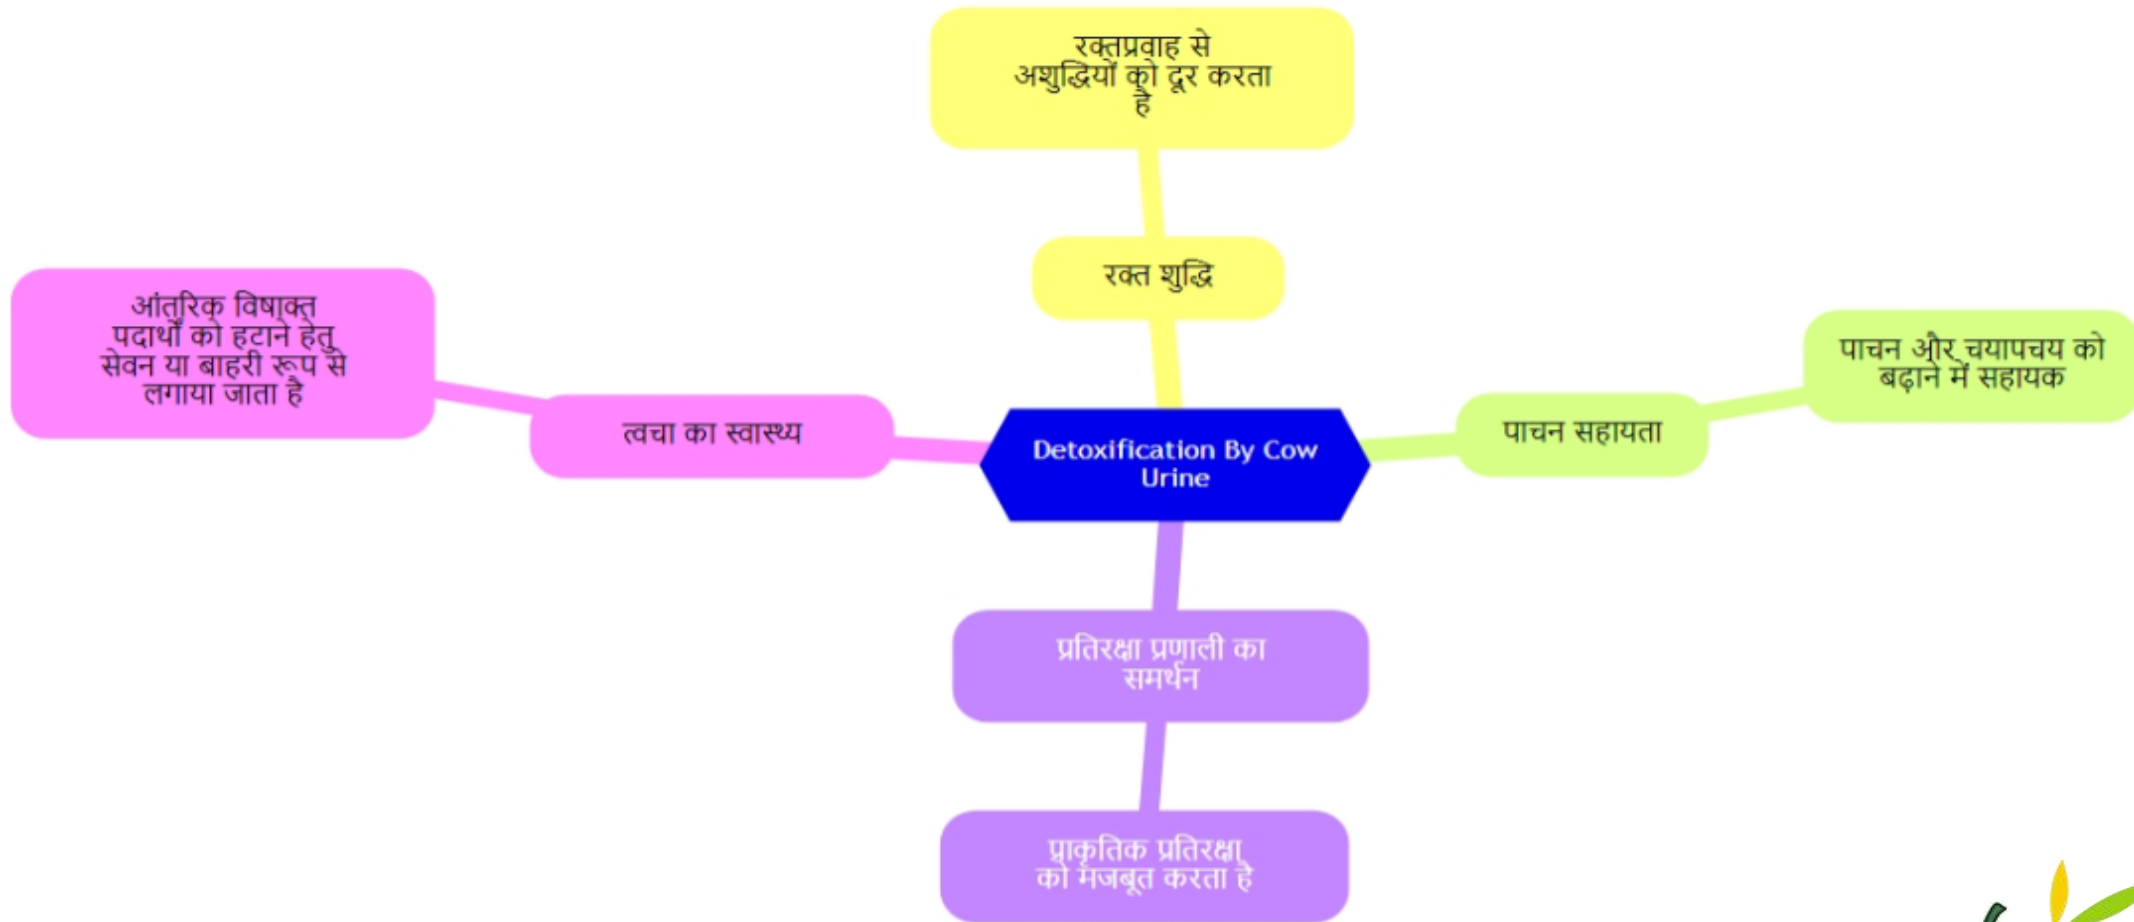 रक्तप्रवाह से
अशुद्धियों को दूर करता
है
रक्त शुद्धि
आंतरिक विषाक्त
पदार्थों को हटाने हेतु
सेवन या बाहरी रूप से
लगाया जाता है
त्वचा का स्वास्थ्य
Detoxification By Cow
Urine
पाचन सहायता
पाचन और चयापचय को
बढ़ाने में सहायक
प्रतिरक्षा प्रणाली का
समर्थन
प्राकृतिक प्रतिरक्षा
को मजबूत करता है